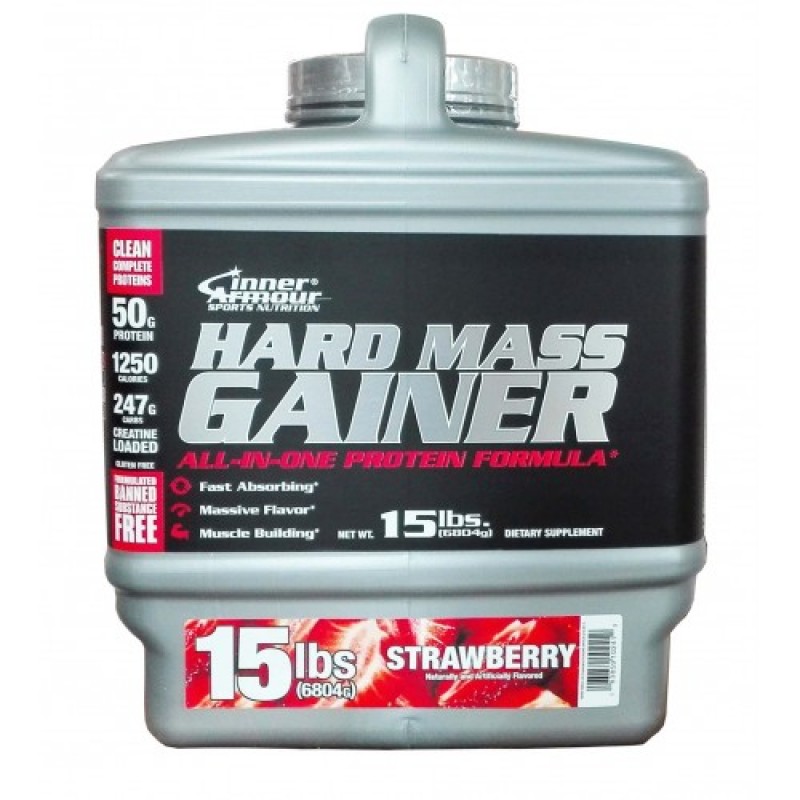 CLEAN
COMPLETE
PROTEINS
50G
PROTEIN
1250
CALORIES
247G
CARBS
CREATINE
LOADED
GLUTEN FREE
FORMULATED
BANNED
SUBSTANCE
FREE
inner®
Armour
SPORTS NUTRITION
HARD MASS
GAINER
ALL-IN-ONE PROTEIN FORMULA*
Fast Absorbing*
Massive Flavor*
Muscle Building*
NET WT. 15lbs.
(6804g)
DIETARY SUPPLEMENT
15lbs
(6804G)
STRAWBERRY
Naturally and Artificially Flavored